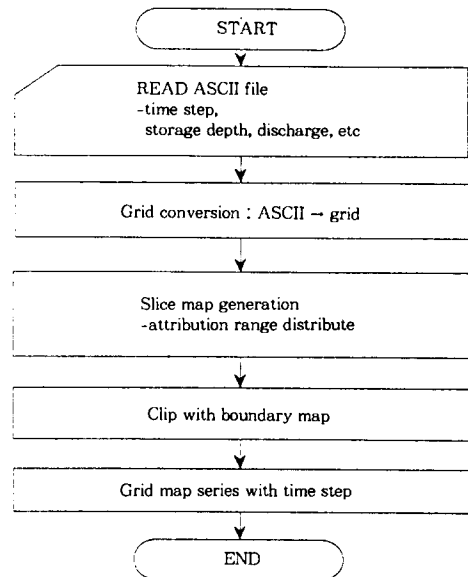 START
READ ASCII file
-time step,
storage depth, discharge, etc
Grid conversion : ASCII → grid
Slice map generation
-attribution range distribute
Clip with boundary map
Grid map series with time step
END